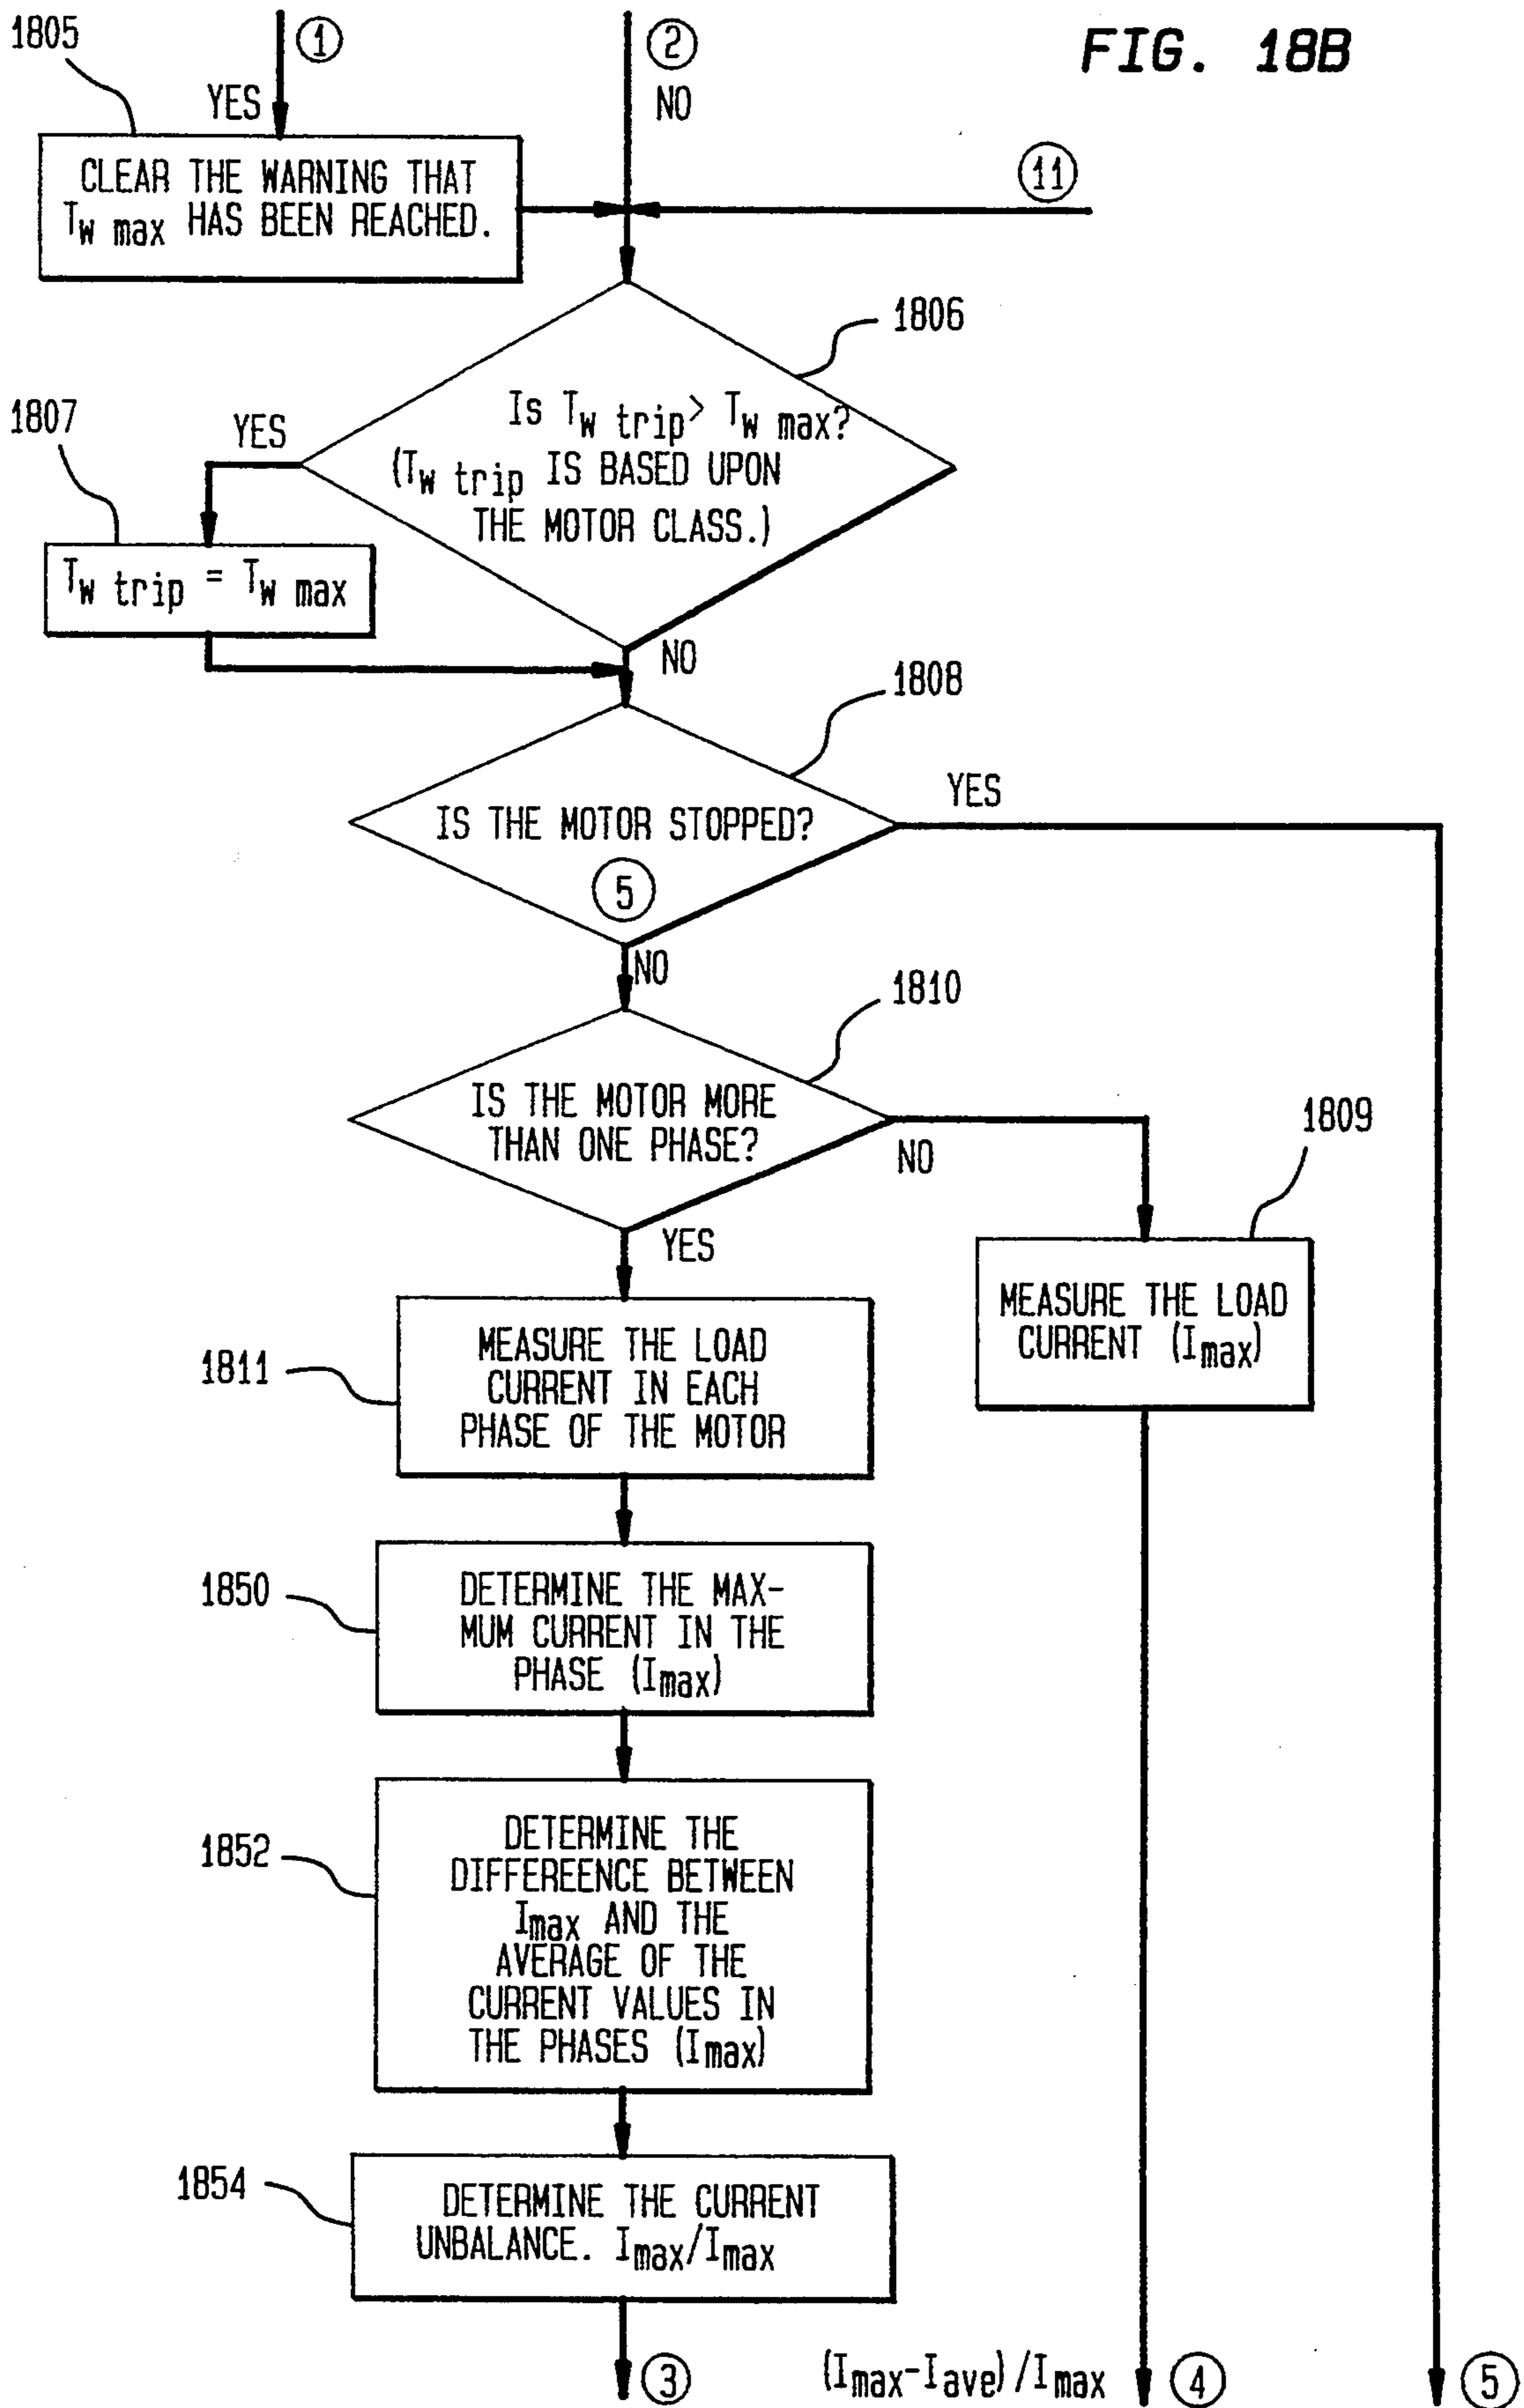 FIG. 18B
1805
1
2
YES
NO
11
CLEAR THE WARNING THAT
Tw max HAS BEEN REACHED.
1806
Is Tw trip> Tw max?
(Tw trip IS BASED UPON
THE MOTOR CLASS.)
1807
YES
Tw trip = Tw max
NO
1808
IS THE MOTOR STOPPED?
5
YES
NO
1810
IS THE MOTOR MORE
THAN ONE PHASE?
NO
1809
YES
MEASURE THE LOAD
CURRENT (Imax)
1811
MEASURE THE LOAD
CURRENT IN EACH
PHASE OF THE MOTOR
1850
DETERMINE THE MAX-
MUM CURRENT IN THE
PHASE (Imax)
1852
DETERMINE THE
DIFFEREENCE BETWEEN
Imax AND THE
AVERAGE OF THE
CURRENT VALUES IN
THE PHASES (Imax)
1854
DETERMINE THE CURRENT
UNBALANCE. Imax/Imax
3
(Imax-Iave)/Imax
4
5